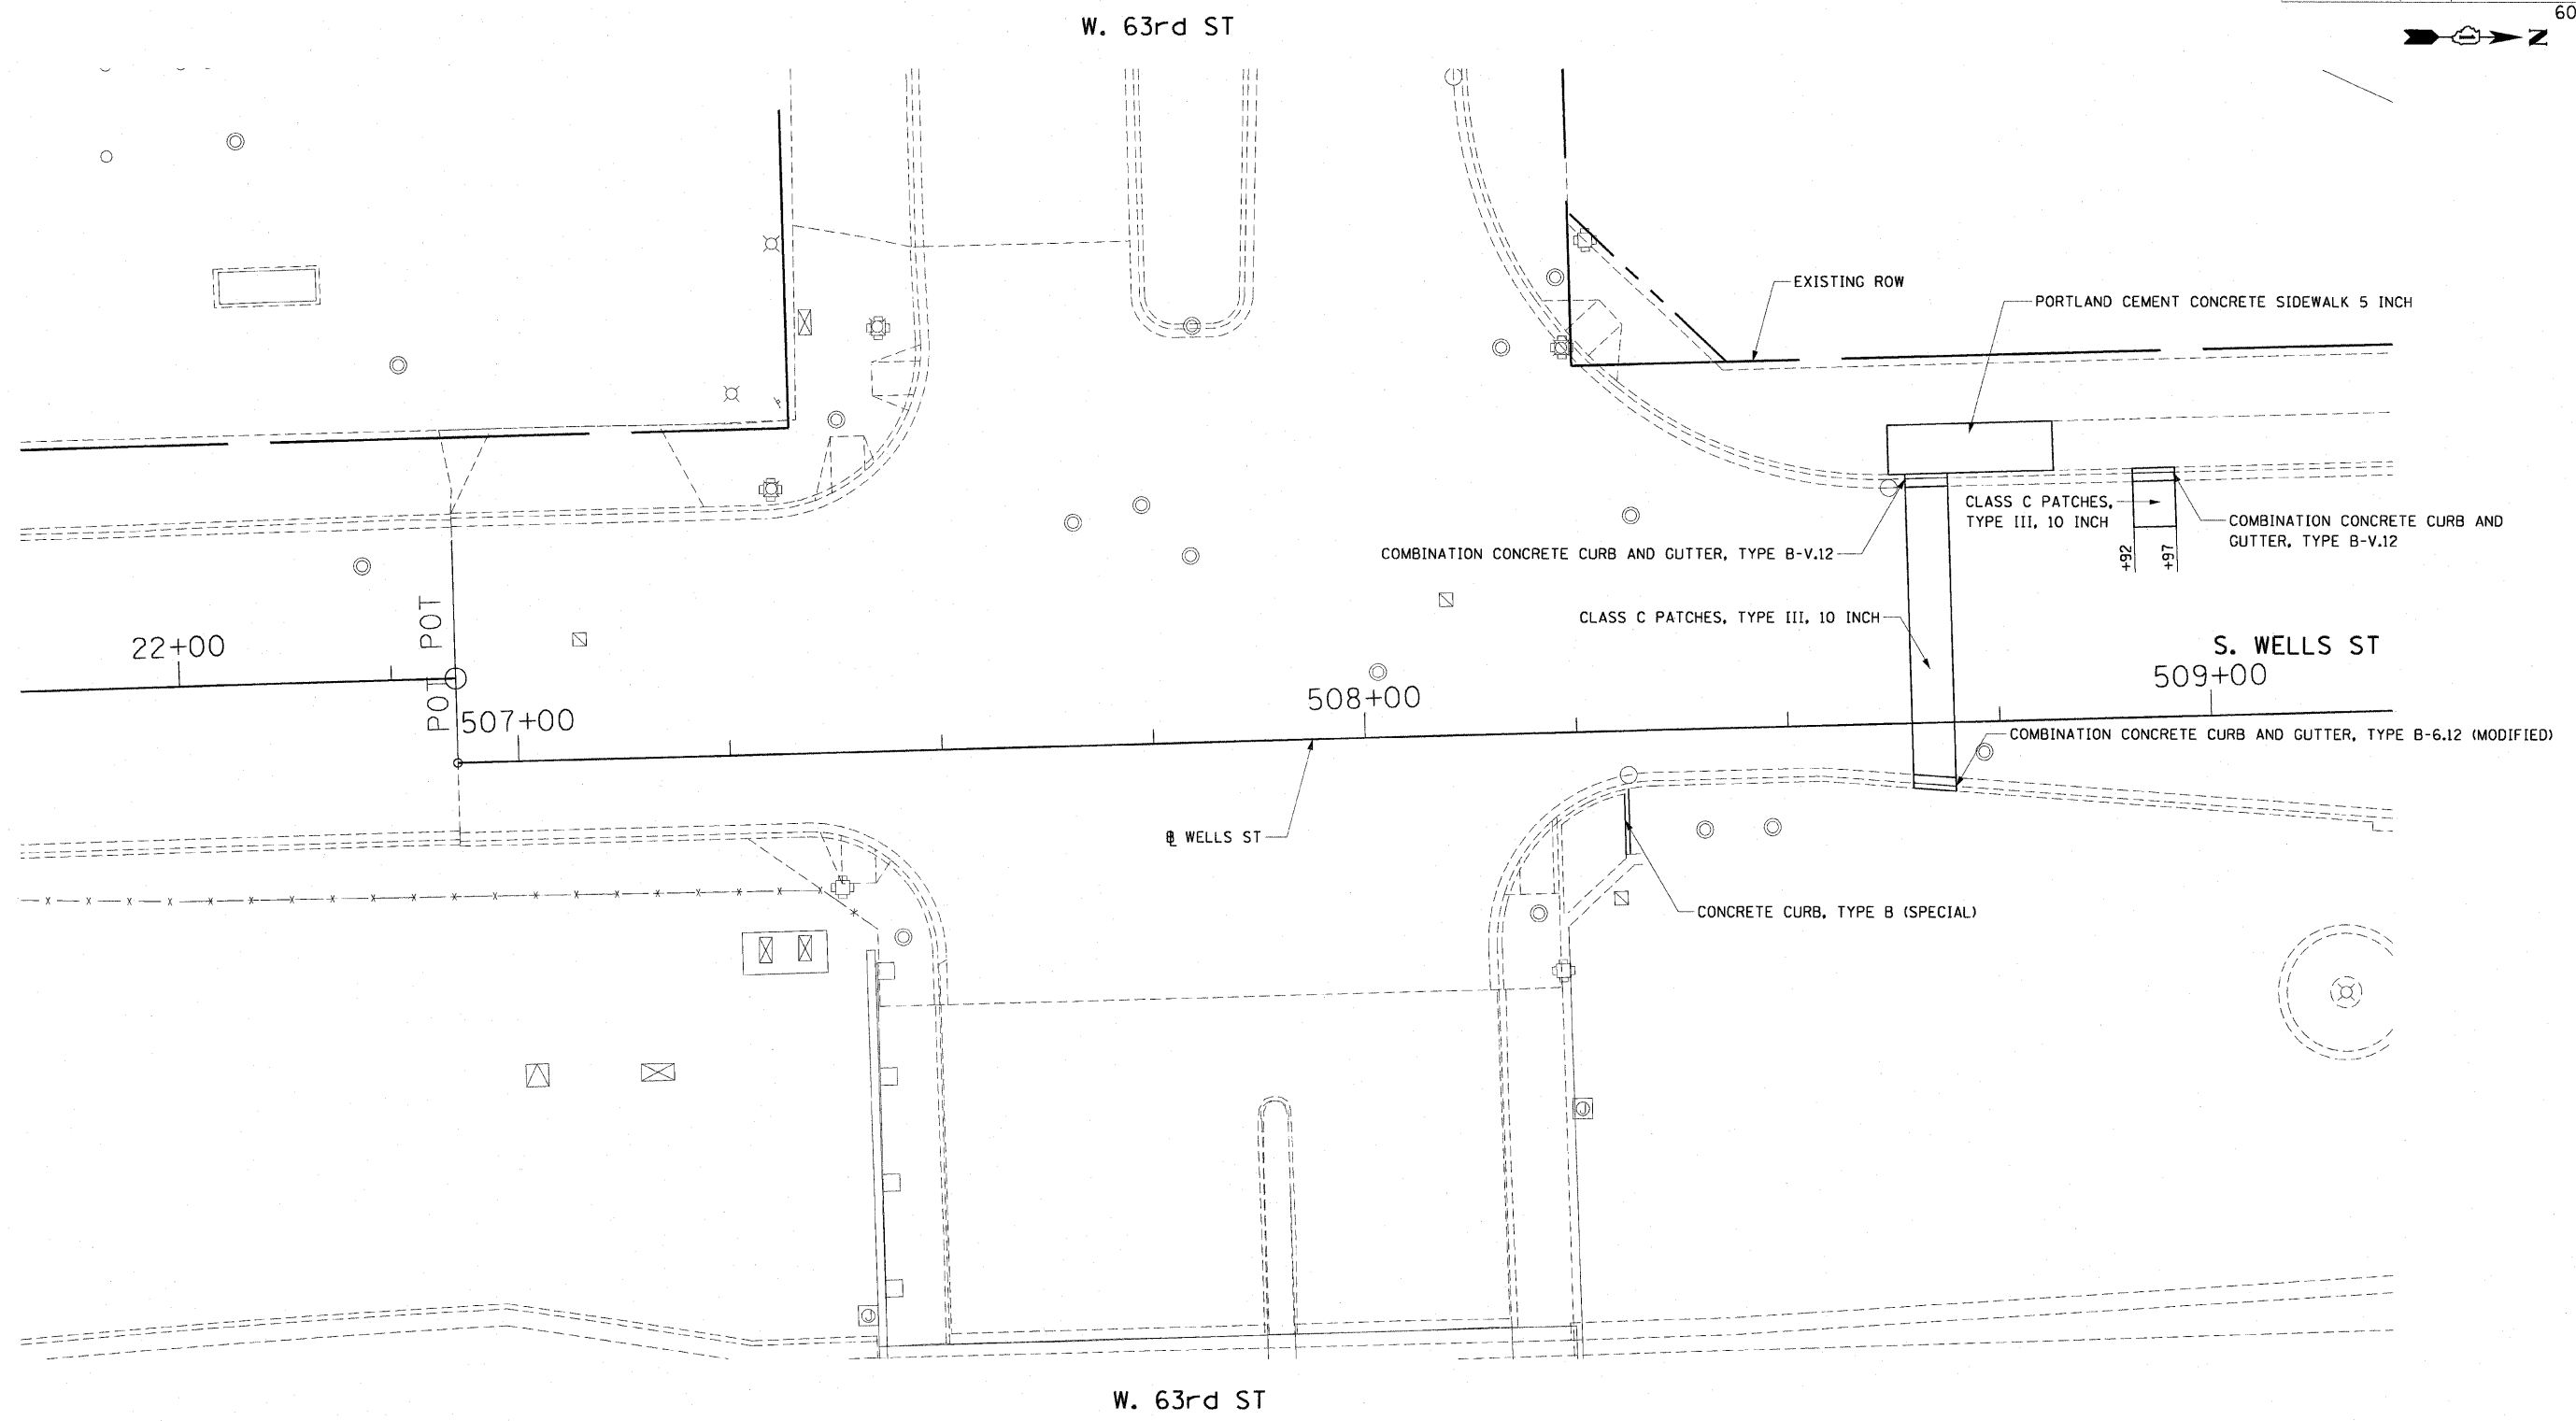 W. 63rd ST
60
N
EXISTING ROW
PORTLAND CEMENT CONCRETE SIDEWALK 5 INCH
CLASS C PATCHES,
TYPE III, 10 INCH
COMBINATION CONCRETE CURB AND
GUTTER, TYPE B-V.12
COMBINATION CONCRETE CURB AND GUTTER, TYPE B-V.12
+92
+97
CLASS C PATCHES, TYPE III, 10 INCH
22+00
POT
POT
507+00
508+00
S. WELLS ST
509+00
COMBINATION CONCRETE CURB AND GUTTER, TYPE B-6.12 (MODIFIED)
WELLS ST
CONCRETE CURB, TYPE B (SPECIAL)
W. 63rd ST